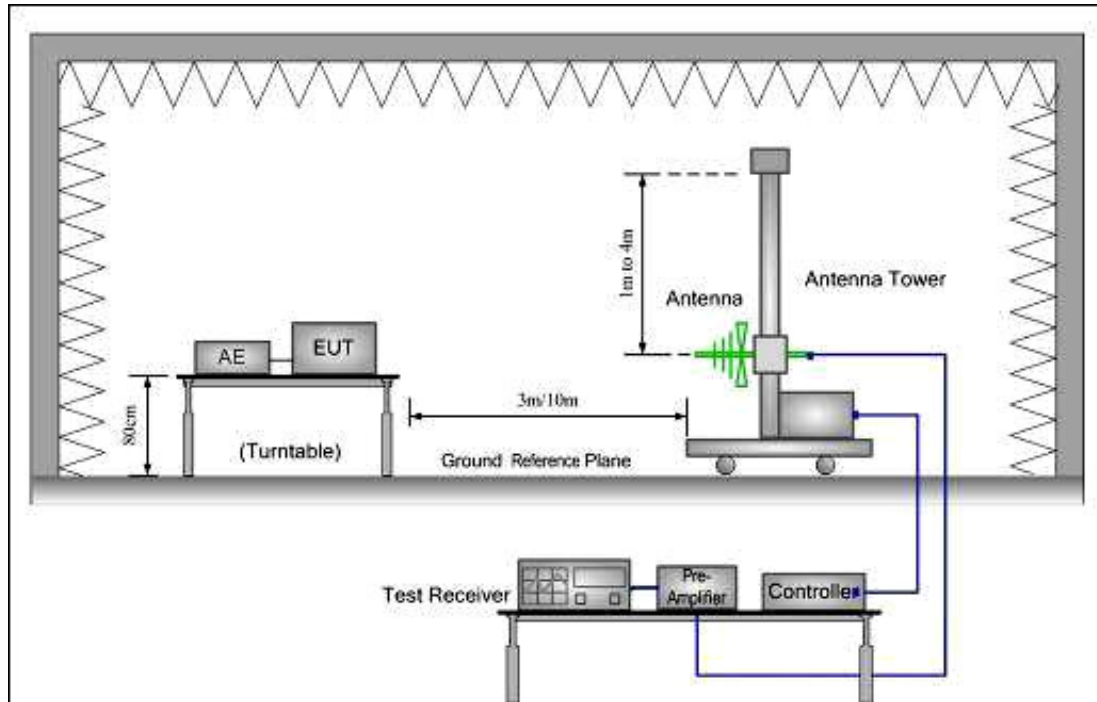 1m to 4m
Antenna
Antenna Tower
AE
EUT
80cm
3m/10m
(Turntable)
Ground Reference Plane
Test Receiver
Pre-
Amplifier
Controller